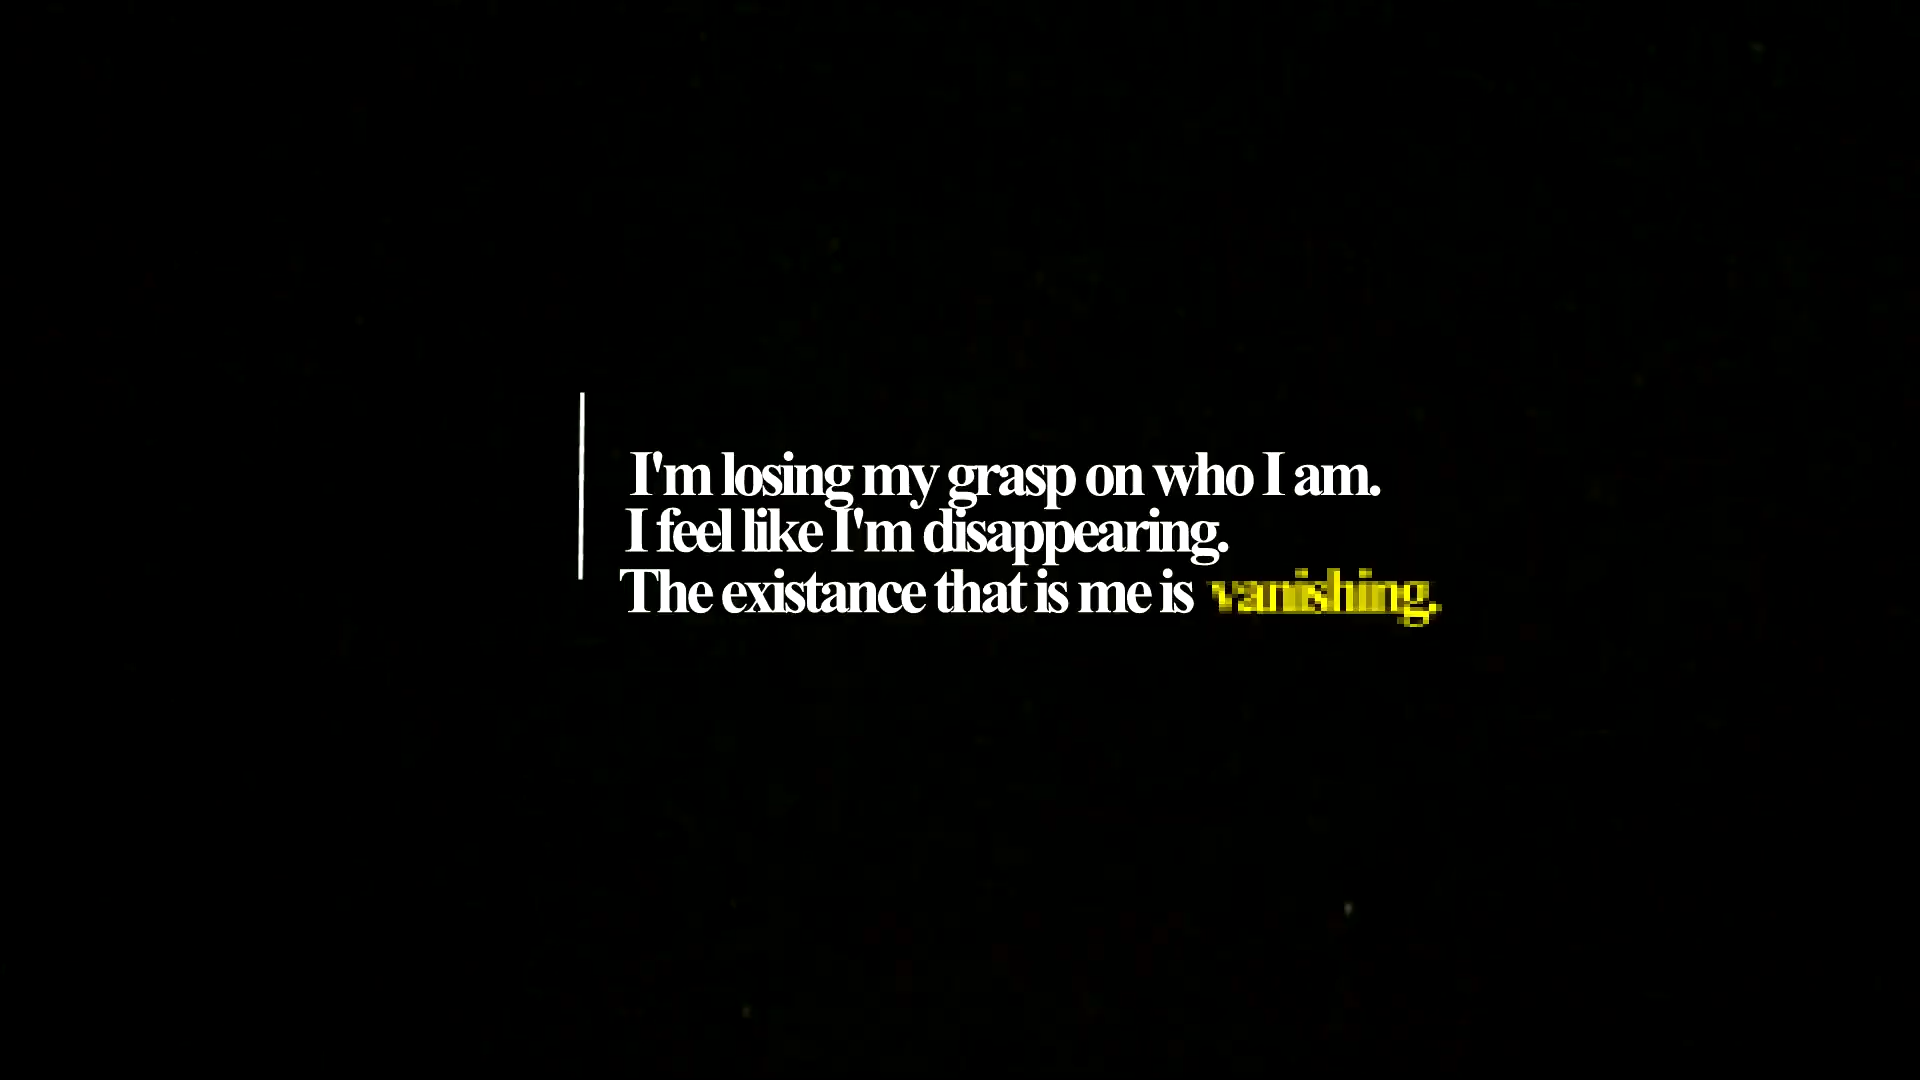 I'm losing my grasp on who I am.
I feel like I'm disappearing.
The existance that is me is vanishing.